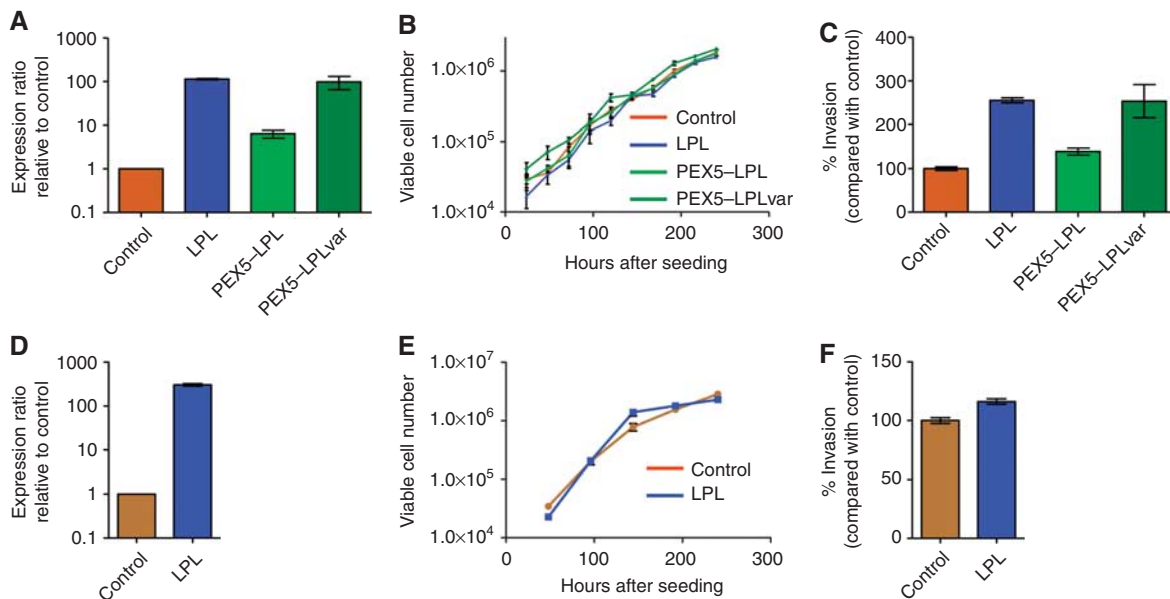 A
Expression ratio
relative to control
1000
100
10
1
0.1
Control
LPL
PEX5–LPL
PEX5–LPLvar
B
Viable cell number
1.0×10⁶
1.0×10⁵
1.0×10⁴
0
100
200
300
Hours after seeding
Control
LPL
PEX5–LPL
PEX5–LPLvar
C
% Invasion
(compared with control)
400
300
200
100
0
Control
LPL
PEX5–LPL
PEX5–LPLvar
D
Expression ratio
relative to control
1000
100
10
1
0.1
Control
LPL
E
Viable cell number
1.0×10⁷
1.0×10⁶
1.0×10⁵
1.0×10⁴
0
100
200
300
Hours after seeding
Control
LPL
F
% Invasion
(compared with control)
150
100
50
0
Control
LPL